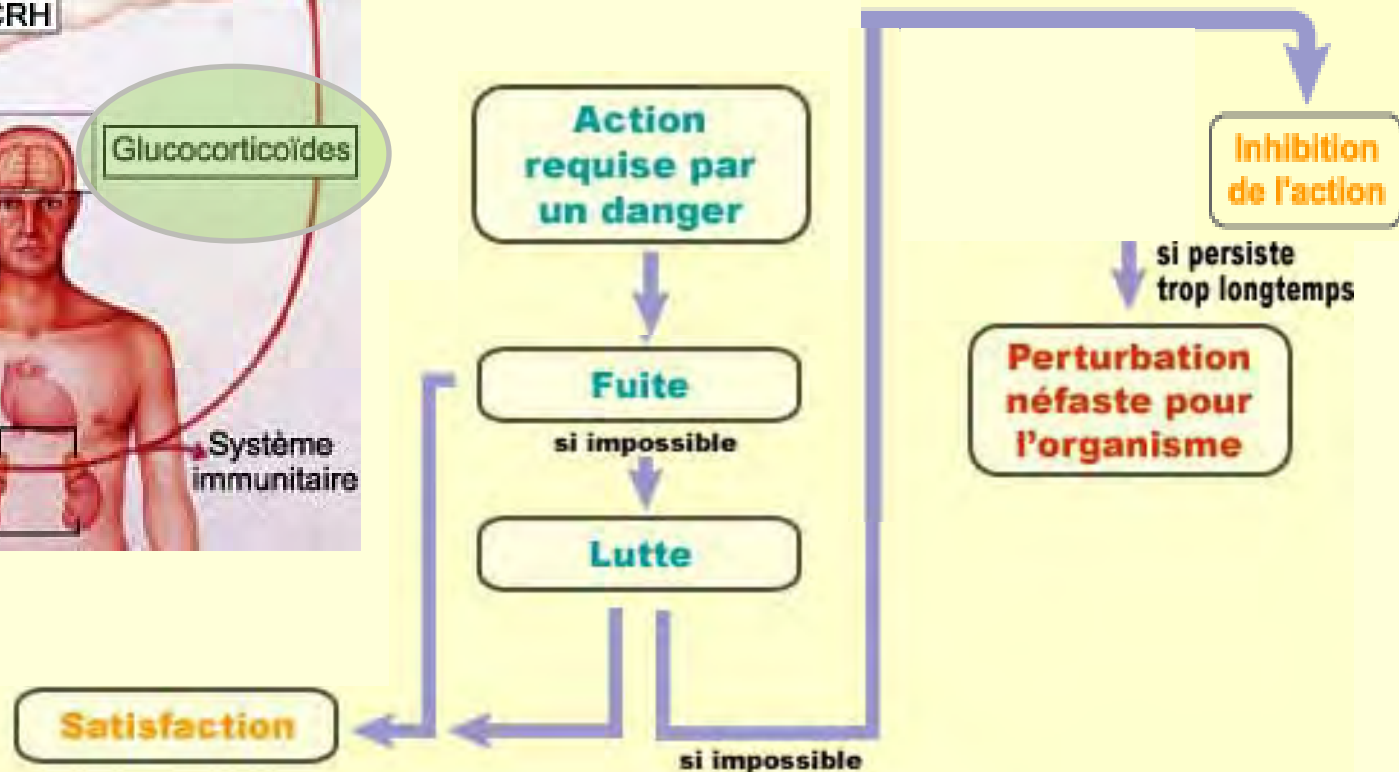 CRH
Glucocorticoïdes
Système
immunitaire
Action
requise par
un danger
Fuite
si impossible
Lutte
Satisfaction
si impossible
Inhibition
de l'action
si persiste
trop longtemps
Perturbation
néfaste pour
l'organisme